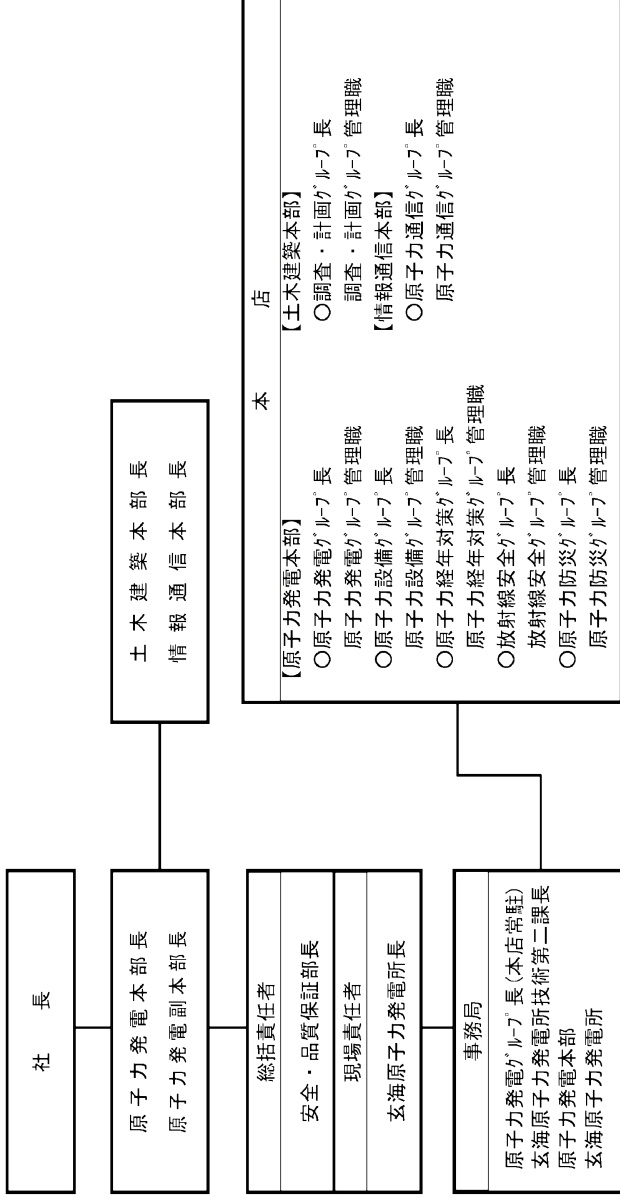 社　長
原子力発電本部長
原子力発電副本部長
土木建築本部長
情報通信本部長
総括責任者
安全・品質保証部長
現場責任者
玄海原子力発電所長
事務局
原子力発電ｸﾞﾙｰﾌﾟ長(本店常駐)
玄海原子力発電所技術第二課長
原子力発電本部
玄海原子力発電所
本　店
【原子力発電本部】
○原子力発電ｸﾞﾙｰﾌﾟ長
原子力発電ｸﾞﾙｰﾌﾟ管理職
○原子力設備ｸﾞﾙｰﾌﾟ長
原子力設備ｸﾞﾙｰﾌﾟ管理職
○原子力経年対策ｸﾞﾙｰﾌﾟ長
原子力経年対策ｸﾞﾙｰﾌﾟ管理職
○放射線安全ｸﾞﾙｰﾌﾟ長
放射線安全ｸﾞﾙｰﾌﾟ管理職
○原子力防災ｸﾞﾙｰﾌﾟ長
原子力防災ｸﾞﾙｰﾌﾟ管理職
【土木建築本部】
○調査・計画ｸﾞﾙｰﾌﾟ長
調査・計画ｸﾞﾙｰﾌﾟ管理職
【情報通信本部】
○原子力通信ｸﾞﾙｰﾌﾟ長
原子力通信ｸﾞﾙｰﾌﾟ管理職